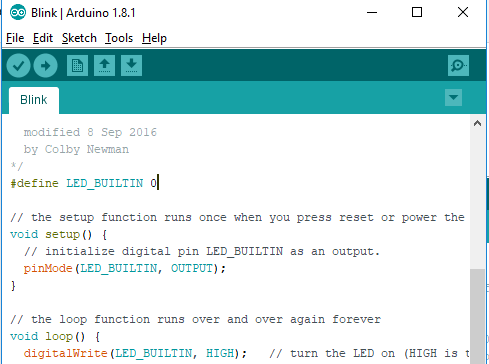 Blink | Arduino 1.8.1
File Edit Sketch Tools Help
Blink
modified 8 Sep 2016
by Colby Newman
*/
#define LED_BUILTIN 0
// the setup function runs once when you press reset or power the
void setup() {
// initialize digital pin LED_BUILTIN as an output.
pinMode(LED_BUILTIN, OUTPUT);
}
// the loop function runs over and over again forever
void loop() {
digitalWrite(LED_BUILTIN, HIGH); // turn the LED on (HIGH is t